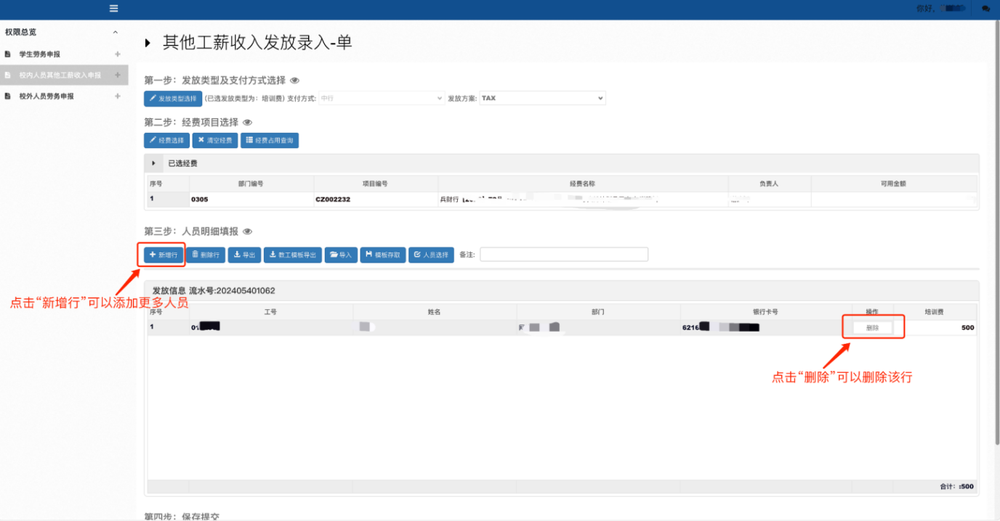 你好,
权限总览
学生劳务申报
校内人员其他工薪收入申报
校外人员劳务申报
其他工薪收入发放录入-单
第一步：发放类型及支付方式选择
发放类型选择 (已选发放类型为：培训费) 支付方式: 中行 发放方案: TAX
第二步：经费项目选择
经费选择 清空经费 经费占用查询
已选经费
序号 部门编号 项目编号 经费名称 负责人 可用金额
1 0305 CZ002232 兵财行
第三步：人员明细填报
新增行 删除行 导出 教工模板导出 导入 模板存取 人员选择 备注:
点击“新增行”可以添加更多人员
发放信息 流水号:202405401062
序号 工号 姓名 部门 银行卡号 操作 培训费
1 6216 删除 500
点击“删除”可以删除该行
合计：:500
第四步：保存提交